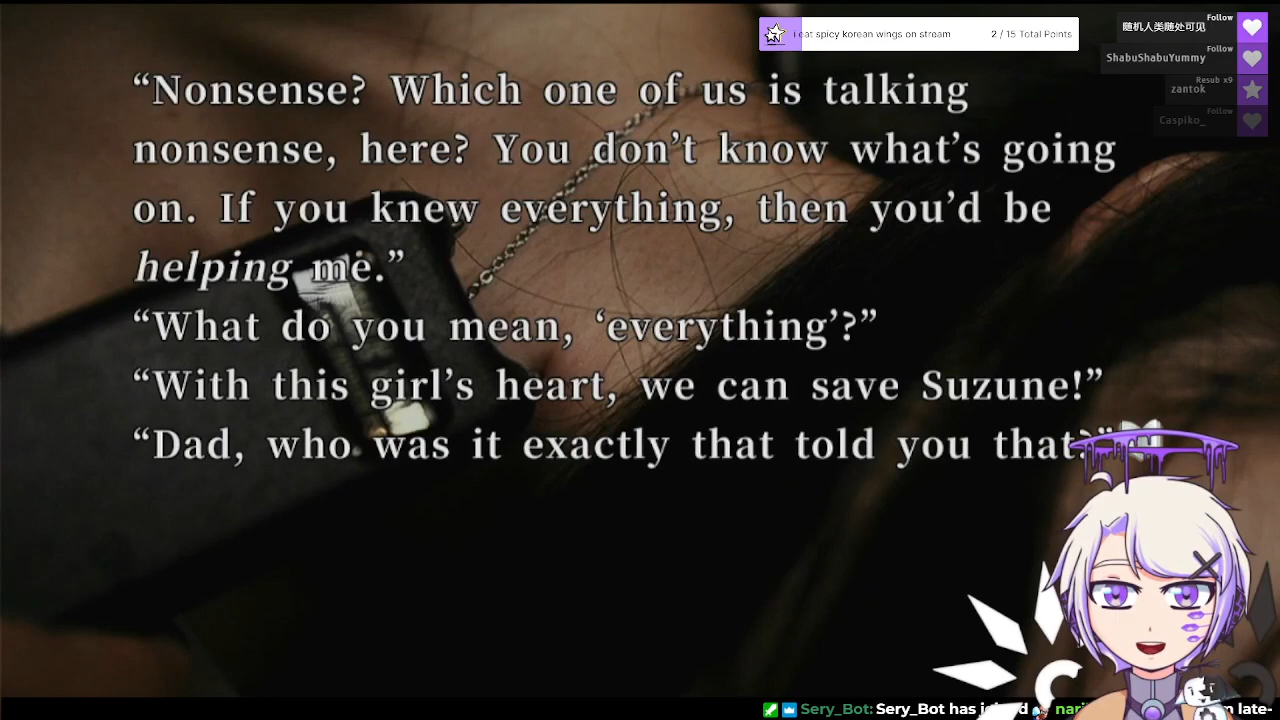 Follow
随机人类随处可见
i eat spicy korean wings on stream 2 / 15 Total Points
Follow
ShabuShabuYummy
Resub x9
zantok
Follow
Caspiko_
“Nonsense? Which one of us is talking
nonsense, here? You don’t know what’s going
on. If you knew everything, then you’d be
helping me.”
“What do you mean, ‘everything’?”
“With this girl’s heart, we can save Suzune!”
“Dad, who was it exactly that told you that?”
Sery_Bot: Sery_Bot has late-